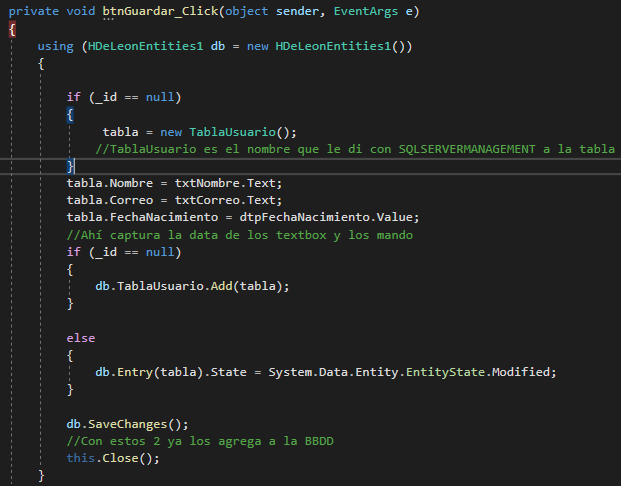 private void btnGuardar_Click(object sender, EventArgs e)
{
using (HDeLeonEntities1 db = new HDeLeonEntities1())
{
if (_id == null)
{
tabla = new TablaUsuario();
//TablaUsuario es el nombre que le di con SQLSERVERMANAGEMENT a la tabla
}
tabla.Nombre = txtNombre.Text;
tabla.Correo = txtCorreo.Text;
tabla.FechaNacimiento = dtpFechaNacimiento.Value;
//Ahí captura la data de los textbox y los mando
if (_id == null)
{
db.TablaUsuario.Add(tabla);
}
else
{
db.Entry(tabla).State = System.Data.Entity.EntityState.Modified;
}
db.SaveChanges();
//Con estos 2 ya los agrega a la BBDD
this.Close();
}